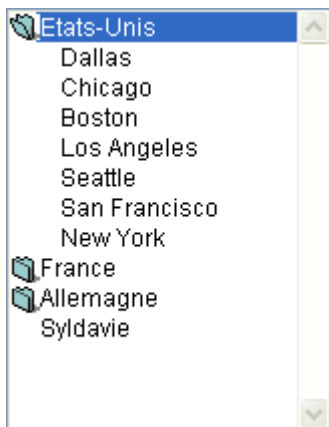 Etats-Unis
Dallas
Chicago
Boston
Los Angeles
Seattle
San Francisco
New York
France
Allemagne
Syldavie